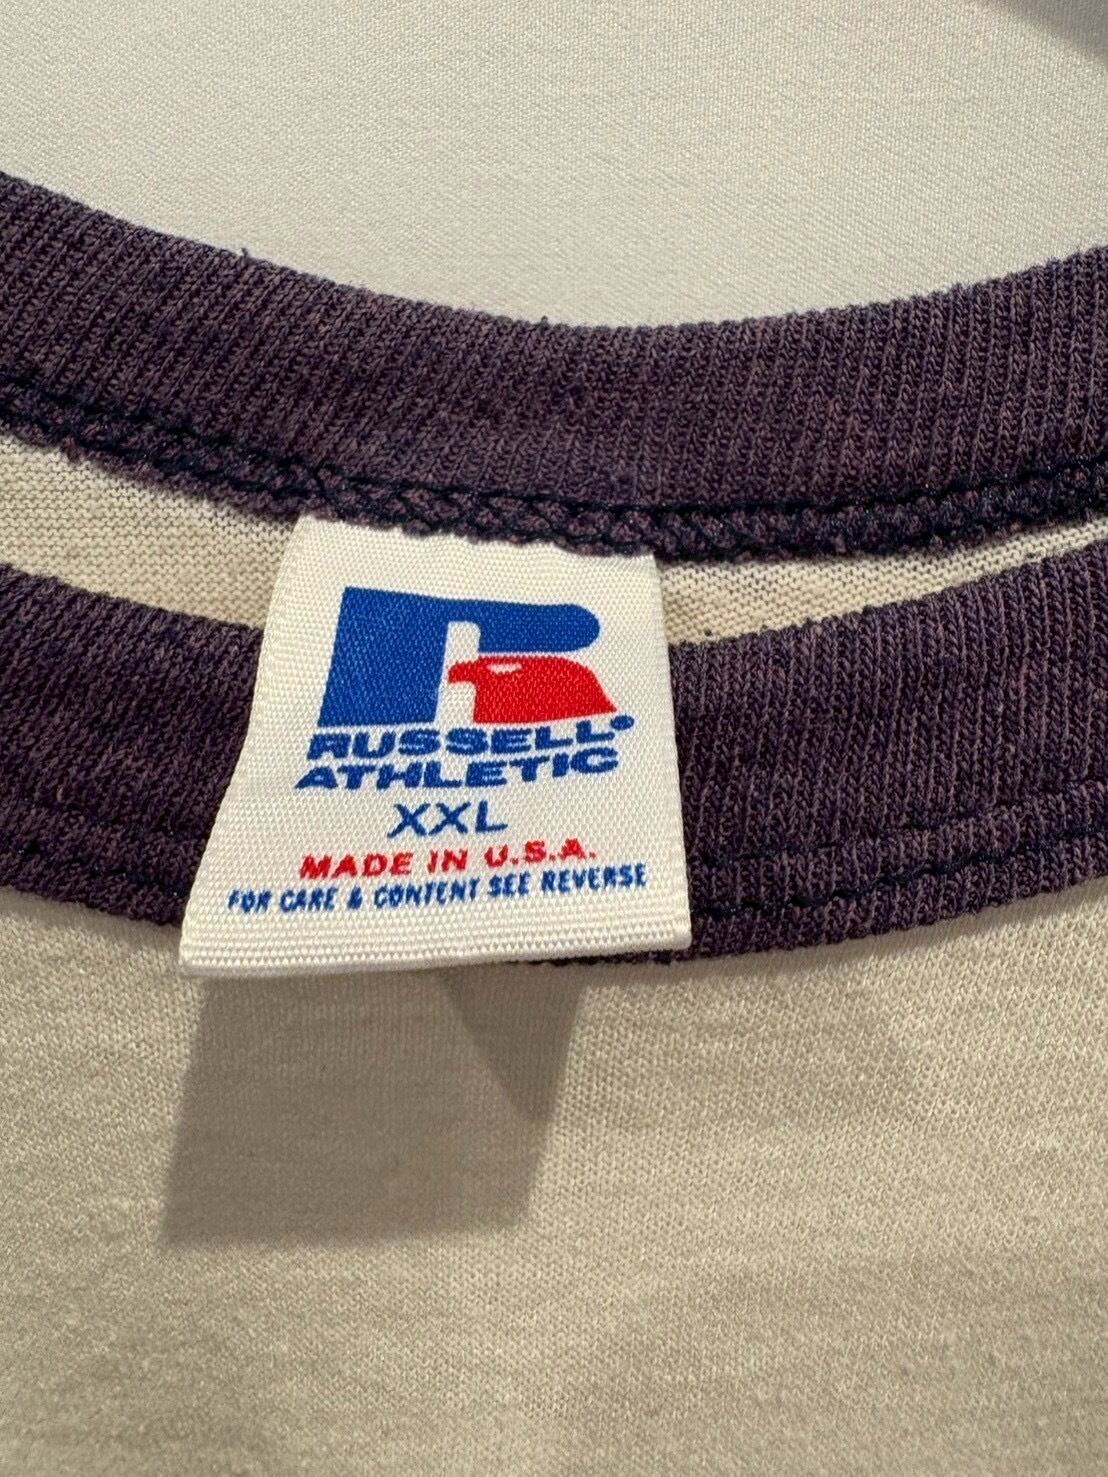 R
RUSSELL®
ATHLETIC
XXL
MADE IN U.S.A.
FOR CARE & CONTENT SEE REVERSE